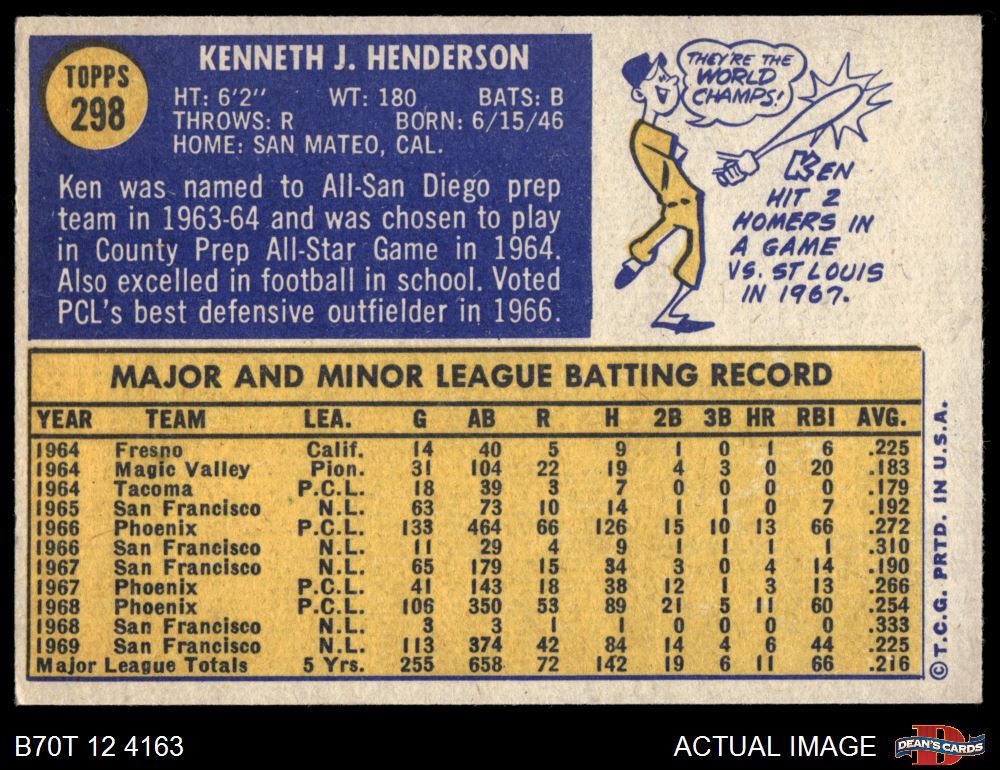 TOPPS
298
KENNETH J. HENDERSON
HT: 6'2" WT: 180 BATS: B
THROWS: R BORN: 6/15/46
HOME: SAN MATEO, CAL.
Ken was named to All-San Diego prep
team in 1963-64 and was chosen to play
in County Prep All-Star Game in 1964.
Also excelled in football in school. Voted
PCL's best defensive outfielder in 1966.
THEY'RE THE
WORLD
CHAMPS!
KEN
HIT 2
HOMERS IN
A GAME
VS. ST LOUIS
IN 1967.
MAJOR AND MINOR LEAGUE BATTING RECORD
YEAR TEAM LEA. G AB R H 2B 3B HR RBI AVG.
1964 Fresno Calif. 14 40 5 9 1 0 1 6 .225
1964 Magic Valley Pion. 31 104 22 19 4 3 0 20 .183
1964 Tacoma P.C.L. 18 39 3 7 0 0 0 0 .179
1965 San Francisco N.L. 63 73 10 14 1 1 0 7 .192
1966 Phoenix P.C.L. 133 464 66 126 15 10 13 66 .272
1966 San Francisco N.L. 11 29 4 9 1 1 1 1 .310
1967 San Francisco N.L. 65 179 15 34 3 0 4 14 .190
1967 Phoenix P.C.L. 41 143 18 38 12 1 3 13 .266
1968 Phoenix P.C.L. 106 350 53 89 21 5 11 60 .254
1968 San Francisco N.L. 3 3 1 1 0 0 0 0 .333
1969 San Francisco N.L. 113 374 42 84 14 4 6 44 .225
Major League Totals 5 Yrs. 255 658 72 142 19 6 11 66 .216
© T.C.G. PRTD. IN U.S.A.
B70T 12 4163
ACTUAL IMAGE
D
DEAN'S CARDS